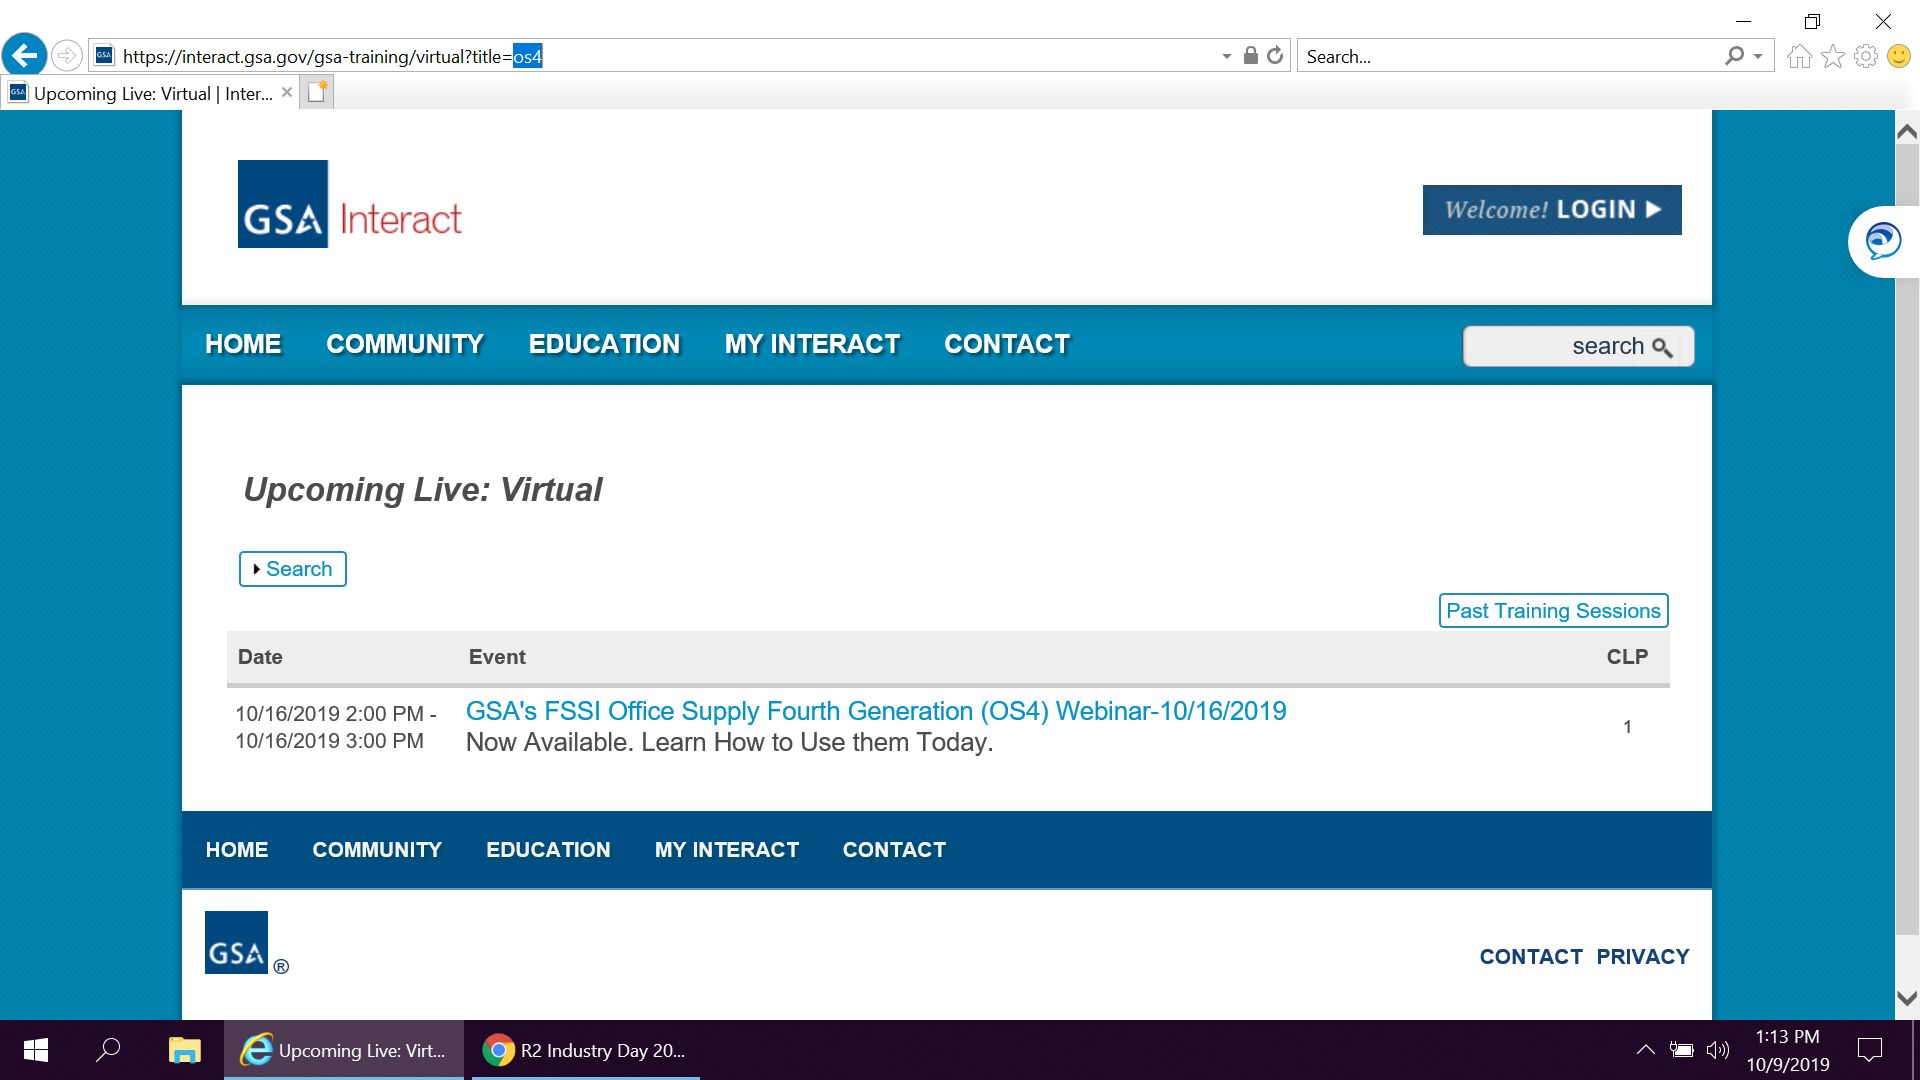 https://interact.gsa.gov/gsa-training/virtual?title=os4
Search...
GSA
Upcoming Live: Virtual | Inter...
GSA Interact
Welcome! LOGIN
HOME COMMUNITY EDUCATION MY INTERACT CONTACT
search
Upcoming Live: Virtual
Search
Past Training Sessions
Date Event CLP
10/16/2019 2:00 PM -
10/16/2019 3:00 PM
GSA's FSSI Office Supply Fourth Generation (OS4) Webinar-10/16/2019
Now Available. Learn How to Use them Today.
1
HOME COMMUNITY EDUCATION MY INTERACT CONTACT
GSA ®
CONTACT PRIVACY
Upcoming Live: Virt...
R2 Industry Day 20...
1:13 PM
10/9/2019